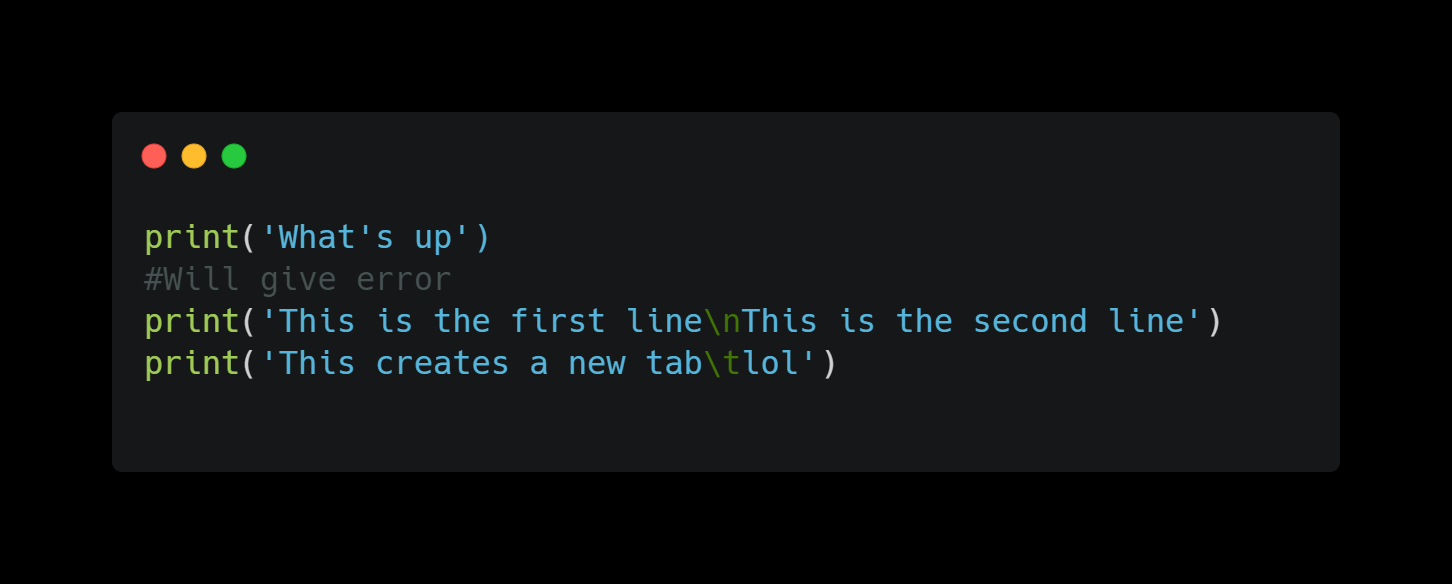 print('What's up')
#Will give error
print('This is the first line\nThis is the second line')
print('This creates a new tab\tlol')